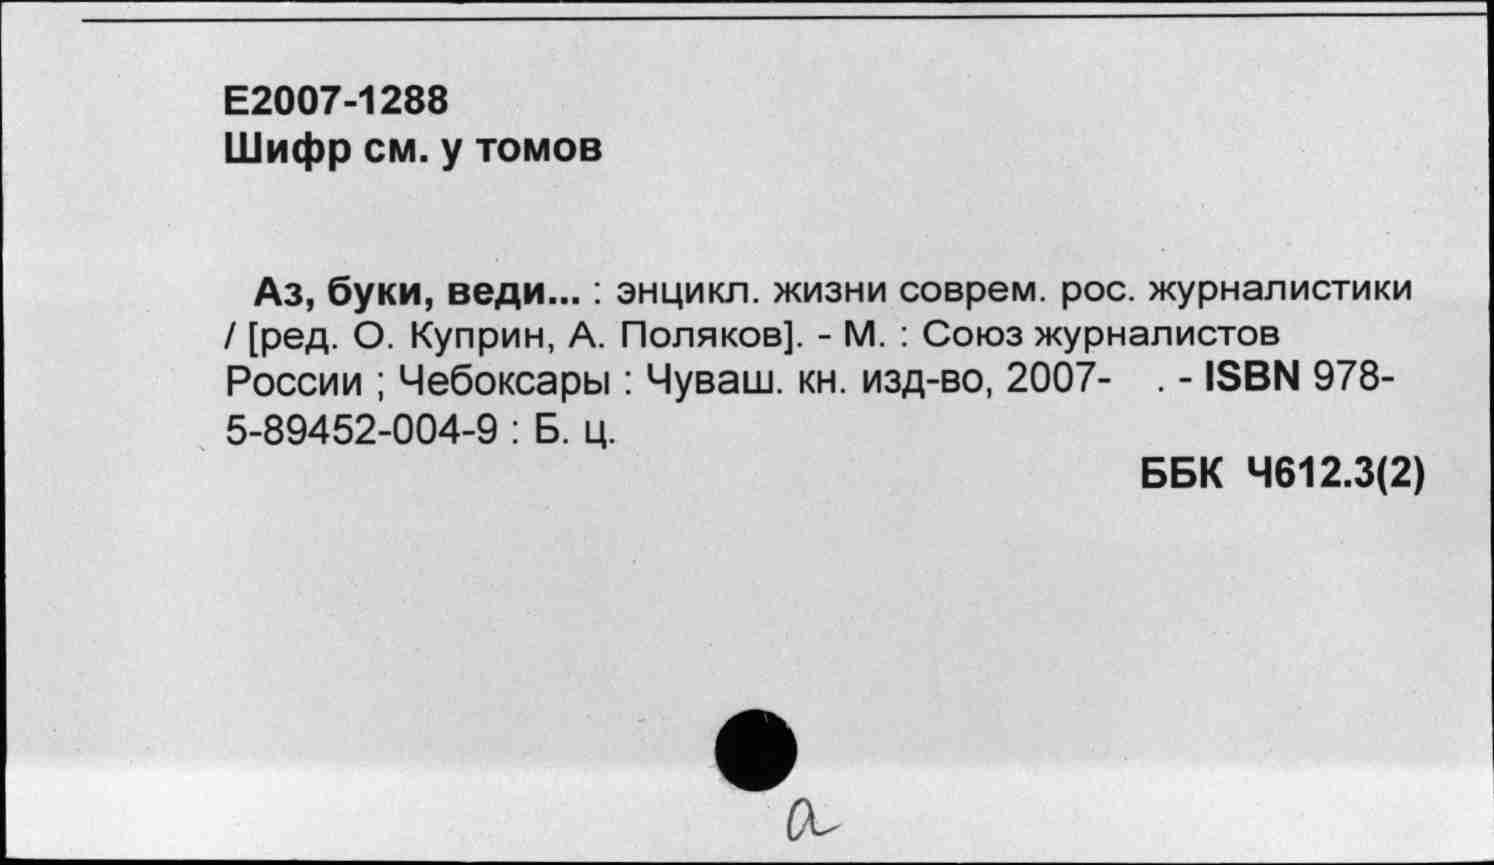 Е2007-1288
Шифр см. у томов
Аз, буки, веди... : энцикл. жизни соврем. рос. журналистики
/ [ред. О. Куприн, А. Поляков]. - М. : Союз журналистов
России ; Чебоксары : Чуваш. кн. изд-во, 2007- . - ISBN 978-
5-89452-004-9 : Б. ц.
ББК Ч612.3(2)
а